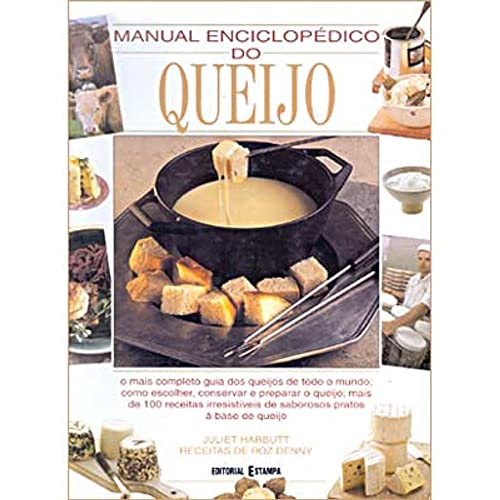 MANUAL ENCICLOPÉDICO
DO
QUEIJO
o mais completo guia dos queijos de todo o mundo;
como escolher, conservar e preparar o queijo; mais
de 100 receitas irresistíveis de saborosos pratos
à base de queijo
JULIET HARBUTT
RECEITAS DE ROZ DENNY
EDITORIAL ESTAMPA